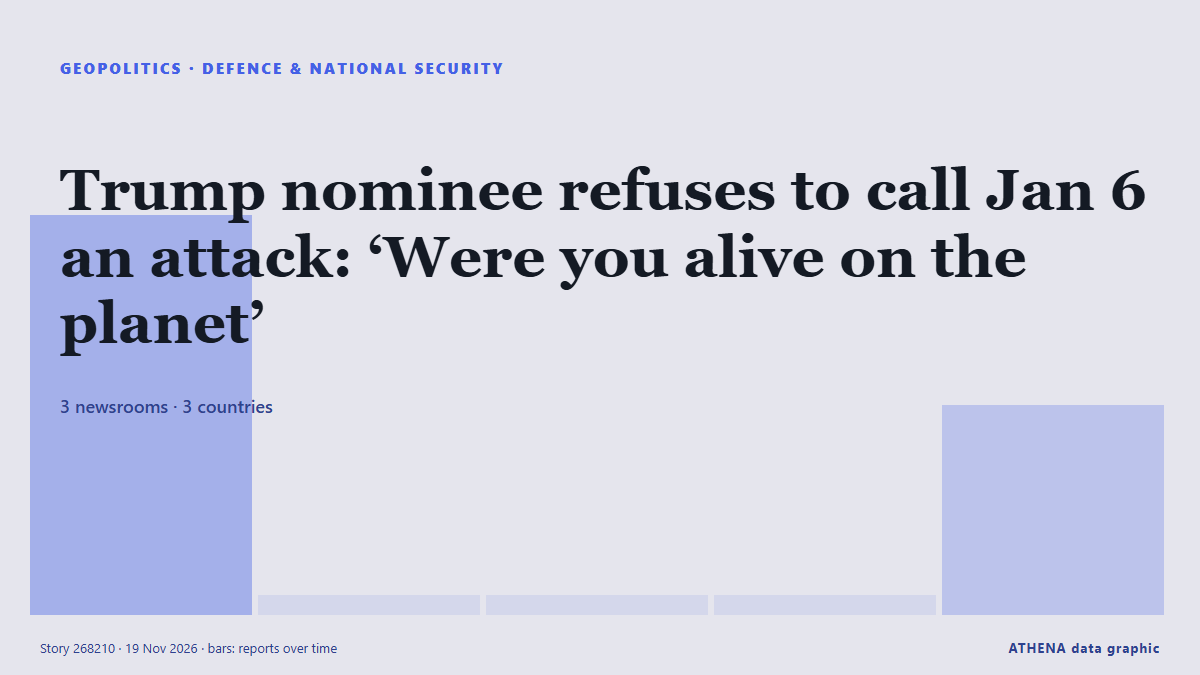 GEOPOLITICS · DEFENCE & NATIONAL SECURITY
Trump nominee refuses to call Jan 6
an attack: ‘Were you alive on the
planet’
3 newsrooms · 3 countries
Story 268210 · 19 Nov 2026 · bars: reports over time
ATHENA data graphic